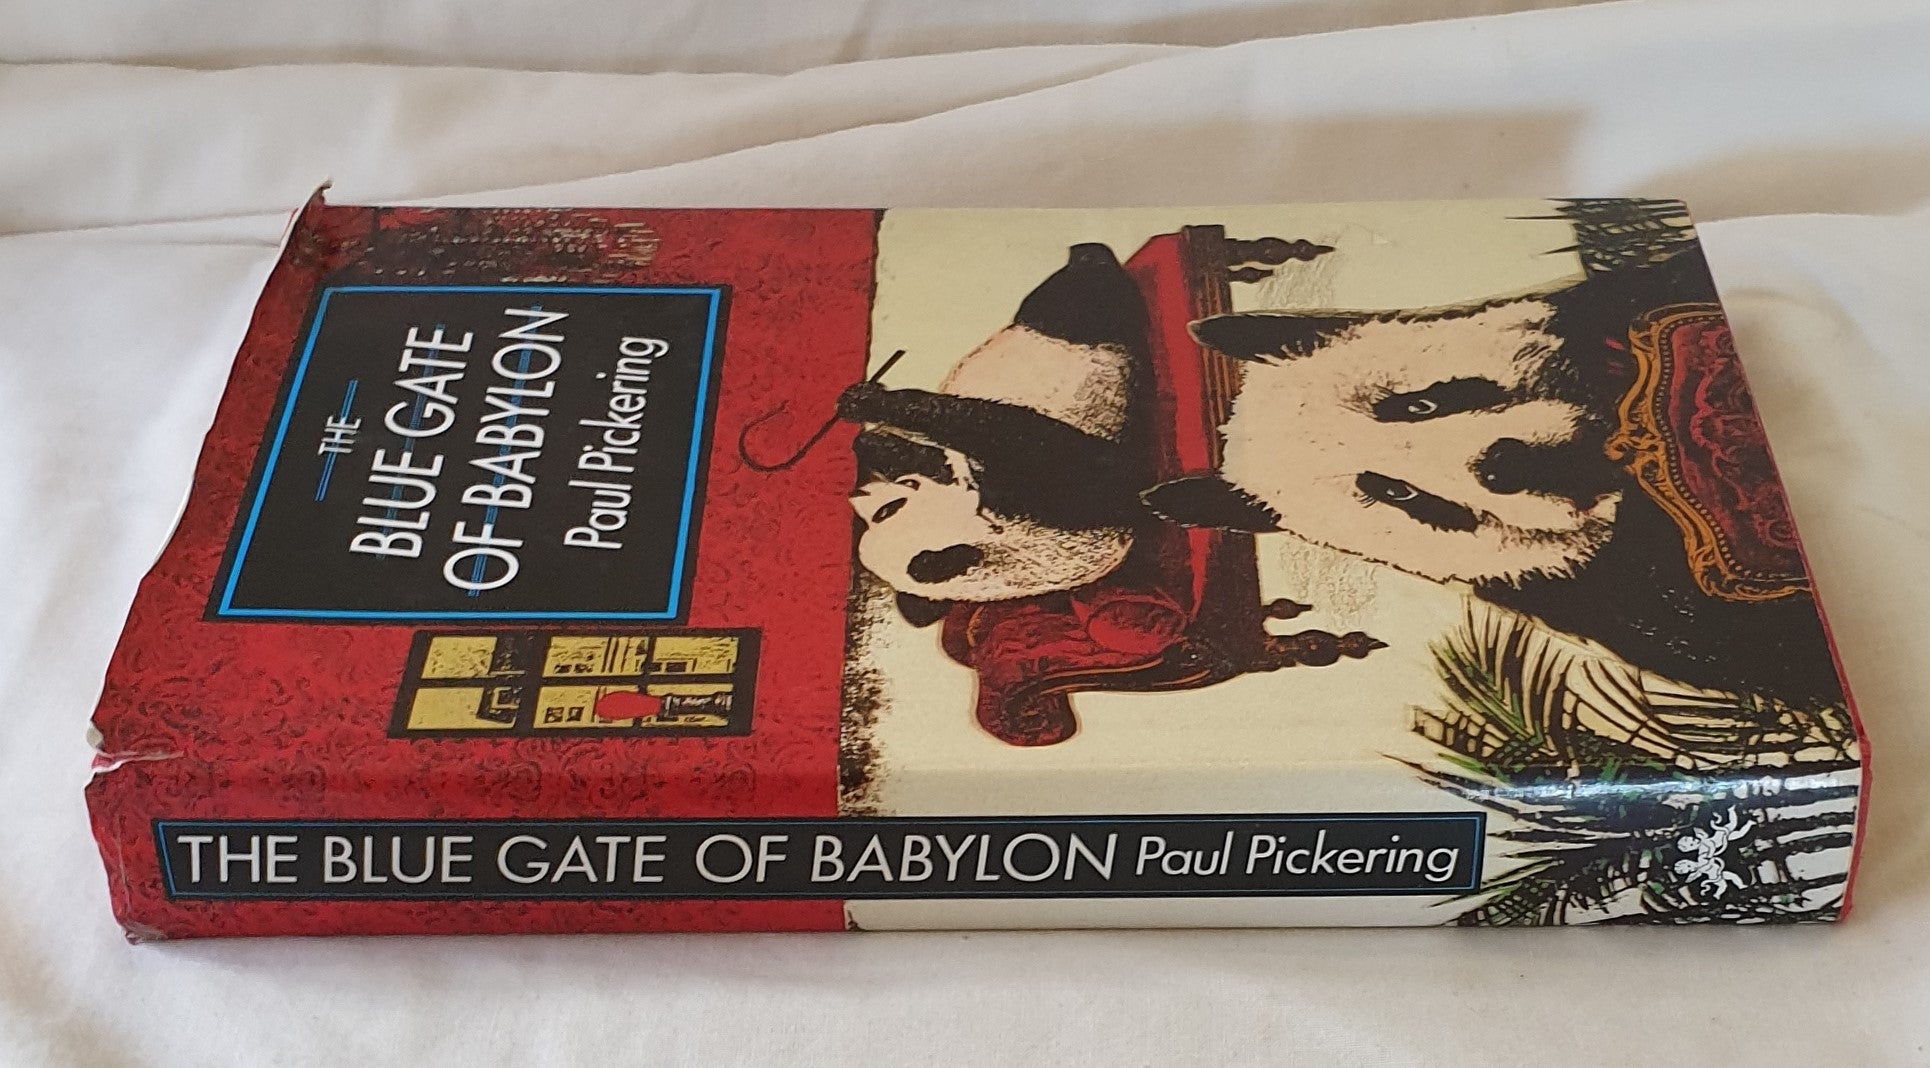 THE
BLUE GATE
OF BABYLON
Paul Pickering
THE BLUE GATE OF BABYLON Paul Pickering